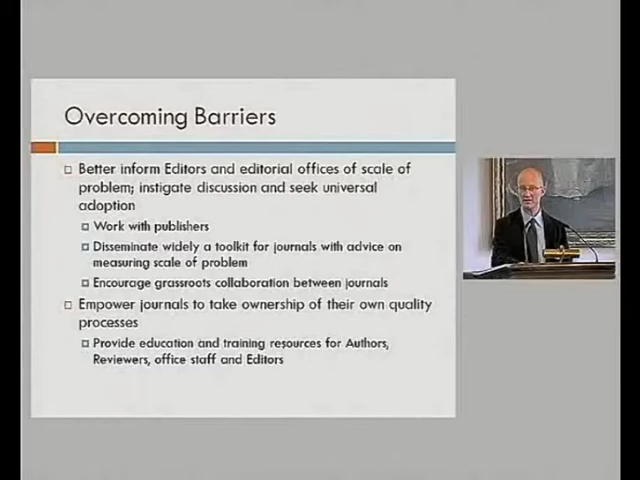 Overcoming Barriers
Better inform Editors and editorial offices of scale of
problem; instigate discussion and seek universal
adoption
Work with publishers
Disseminate widely a toolkit for journals with advice on
measuring scale of problem
Encourage grassroots collaboration between journals
Empower journals to take ownership of their own quality
processes
Provide education and training resources for Authors,
Reviewers, office staff and Editors